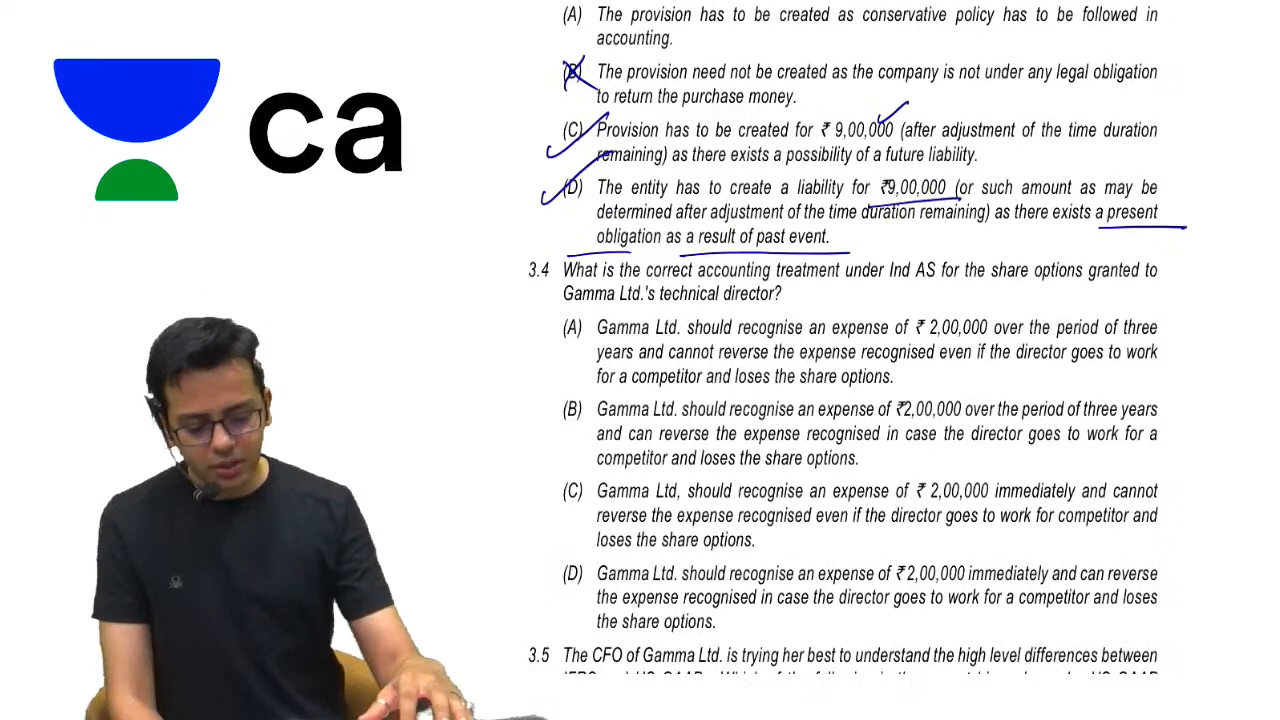 (A) The provision has to be created as conservative policy has to be followed in
accounting.
(B) The provision need not be created as the company is not under any legal obligation
to return the purchase money.
(C) Provision has to be created for ₹ 9,00,000 (after adjustment of the time duration
remaining) as there exists a possibility of a future liability.
(D) The entity has to create a liability for ₹9,00,000 (or such amount as may be
determined after adjustment of the time duration remaining) as there exists a present
obligation as a result of past event.
ca
3.4 What is the correct accounting treatment under Ind AS for the share options granted to
Gamma Ltd.'s technical director?
(A) Gamma Ltd. should recognise an expense of ₹ 2,00,000 over the period of three
years and cannot reverse the expense recognised even if the director goes to work
for a competitor and loses the share options.
(B) Gamma Ltd. should recognise an expense of ₹2,00,000 over the period of three years
and can reverse the expense recognised in case the director goes to work for a
competitor and loses the share options.
(C) Gamma Ltd, should recognise an expense of ₹ 2,00,000 immediately and cannot
reverse the expense recognised even if the director goes to work for competitor and
loses the share options.
(D) Gamma Ltd. should recognise an expense of ₹ 2,00,000 immediately and can reverse
the expense recognised in case the director goes to work for a competitor and loses
the share options.
3.5 The CFO of Gamma Ltd. is trying her best to understand the high level differences between